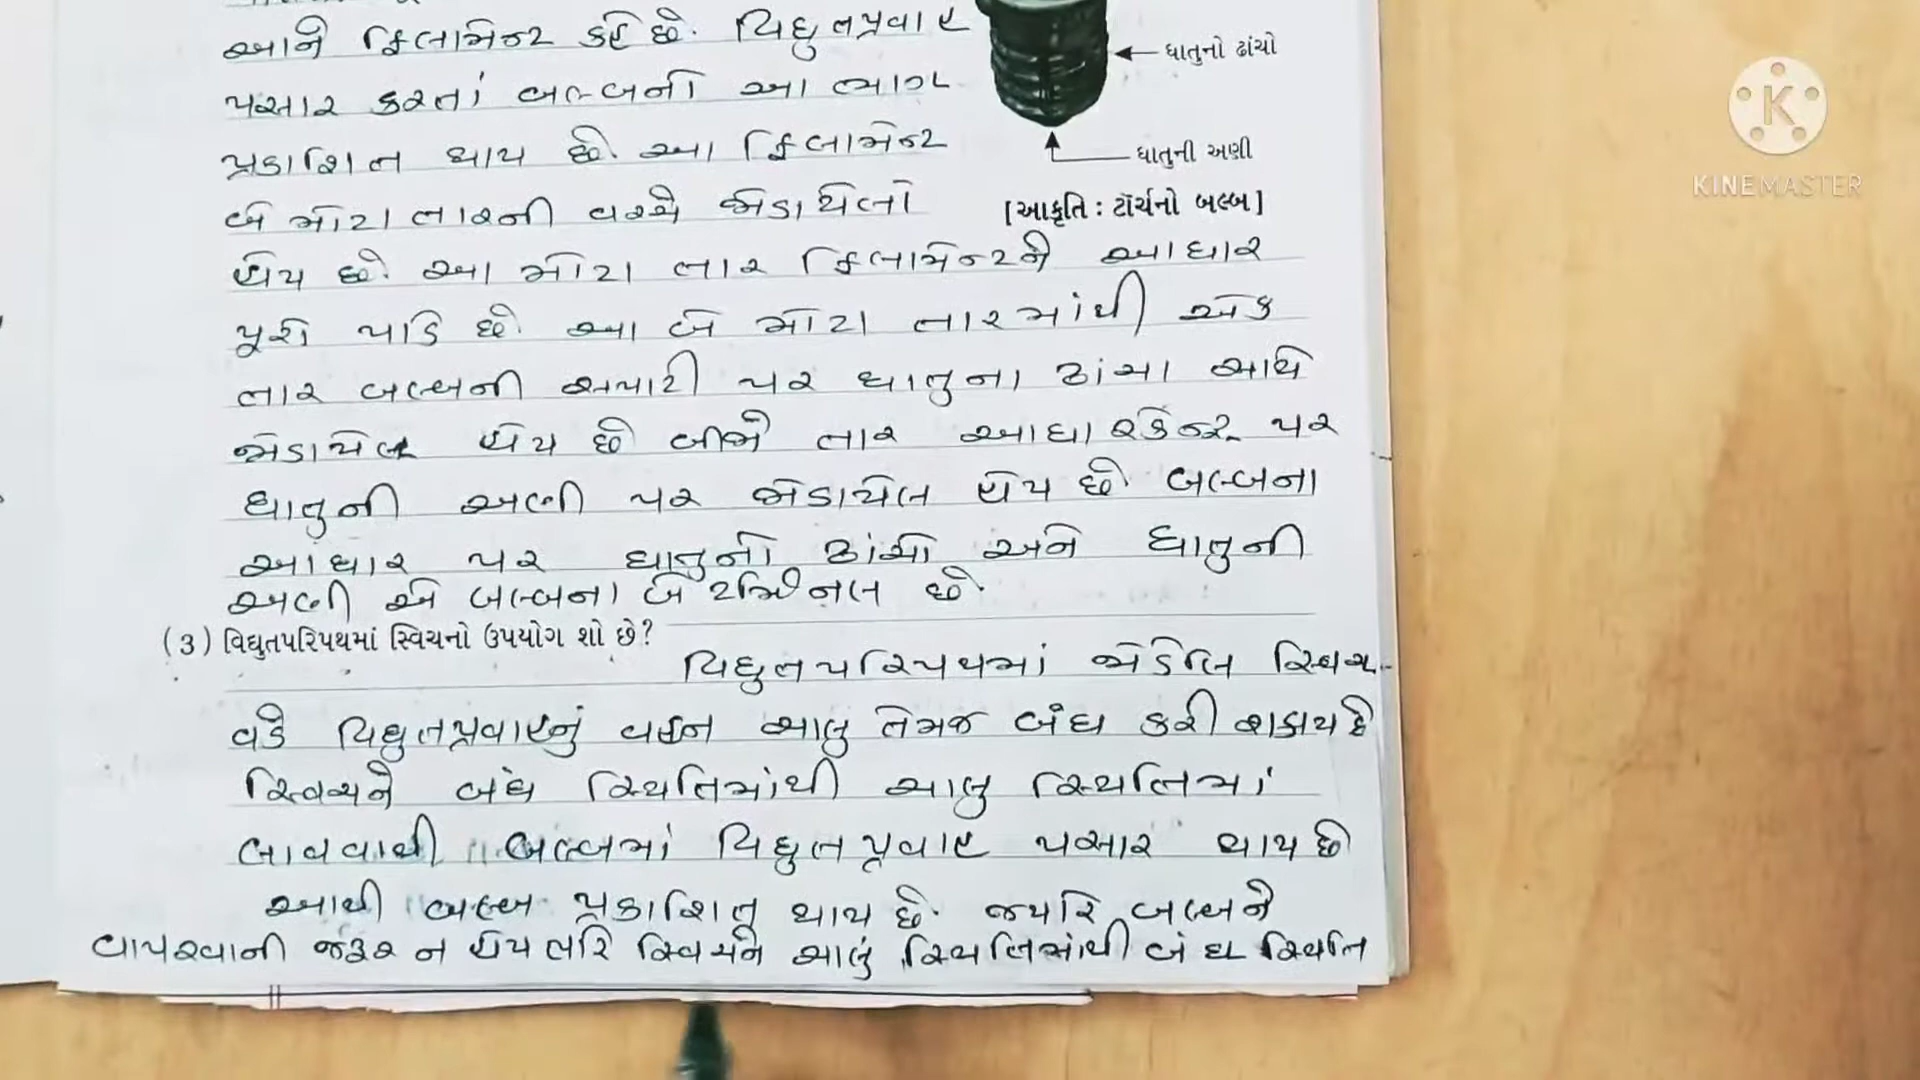 આને ફિલામેન્ટ કહે છે. વિદ્યુતપ્રવાહ
પસાર કરતાં બલ્બનો આ ભાગ
પ્રકાશિત થાય છે. આ ફિલામેન્ટ
બે મોટા તારની વચ્ચે જોડાયેલો
હોય છે. આ મોટા તાર ફિલામેન્ટને આધાર
પૂરો પાડે છે. આ બે મોટા તારમાંથી એક
તાર બલ્બની સપાટી પર ધાતુના ઢાંચા સાથે
જોડાયેલ હોય છે બીજો તાર આધારકેન્દ્ર પર
ધાતુની અણી પર જોડાયેલ હોય છે. બલ્બના
આધાર પર ધાતુનો ઢાંચો અને ધાતુની
અણી એ બલ્બના બે ટર્મિનલ છે.
ધાતુનો ઢાંચો
ધાતુની અણી
[આકૃતિ : ટૉર્ચનો બલ્બ]
(3) વિદ્યુતપરિપથમાં સ્વિચનો ઉપયોગ શો છે?
વિદ્યુતપરિપથમાં જોડેલ સ્વિચ
વડે વિદ્યુતપ્રવાહનું વહન ચાલુ તેમજ બંધ કરી શકાય છે
સ્વિચને બંધ સ્થિતિમાંથી ચાલુ સ્થિતિમાં
લાવવાથી બલ્બમાં વિદ્યુતપ્રવાહ પસાર થાય છે
આથી બલ્બ પ્રકાશિત થાય છે. જ્યારે બલ્બને
વાપરવાની જરૂર ન હોય ત્યારે સ્વિચને ચાલું સ્થિતિમાંથી બંધ સ્થિતિ
KINEMASTER